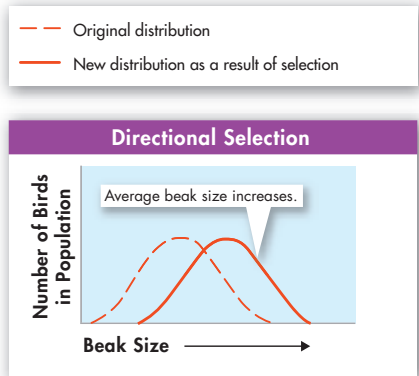 Original distribution
New distribution as a result of selection
Directional Selection
Average beak size increases.
Number of Birds
in Population
Beak Size